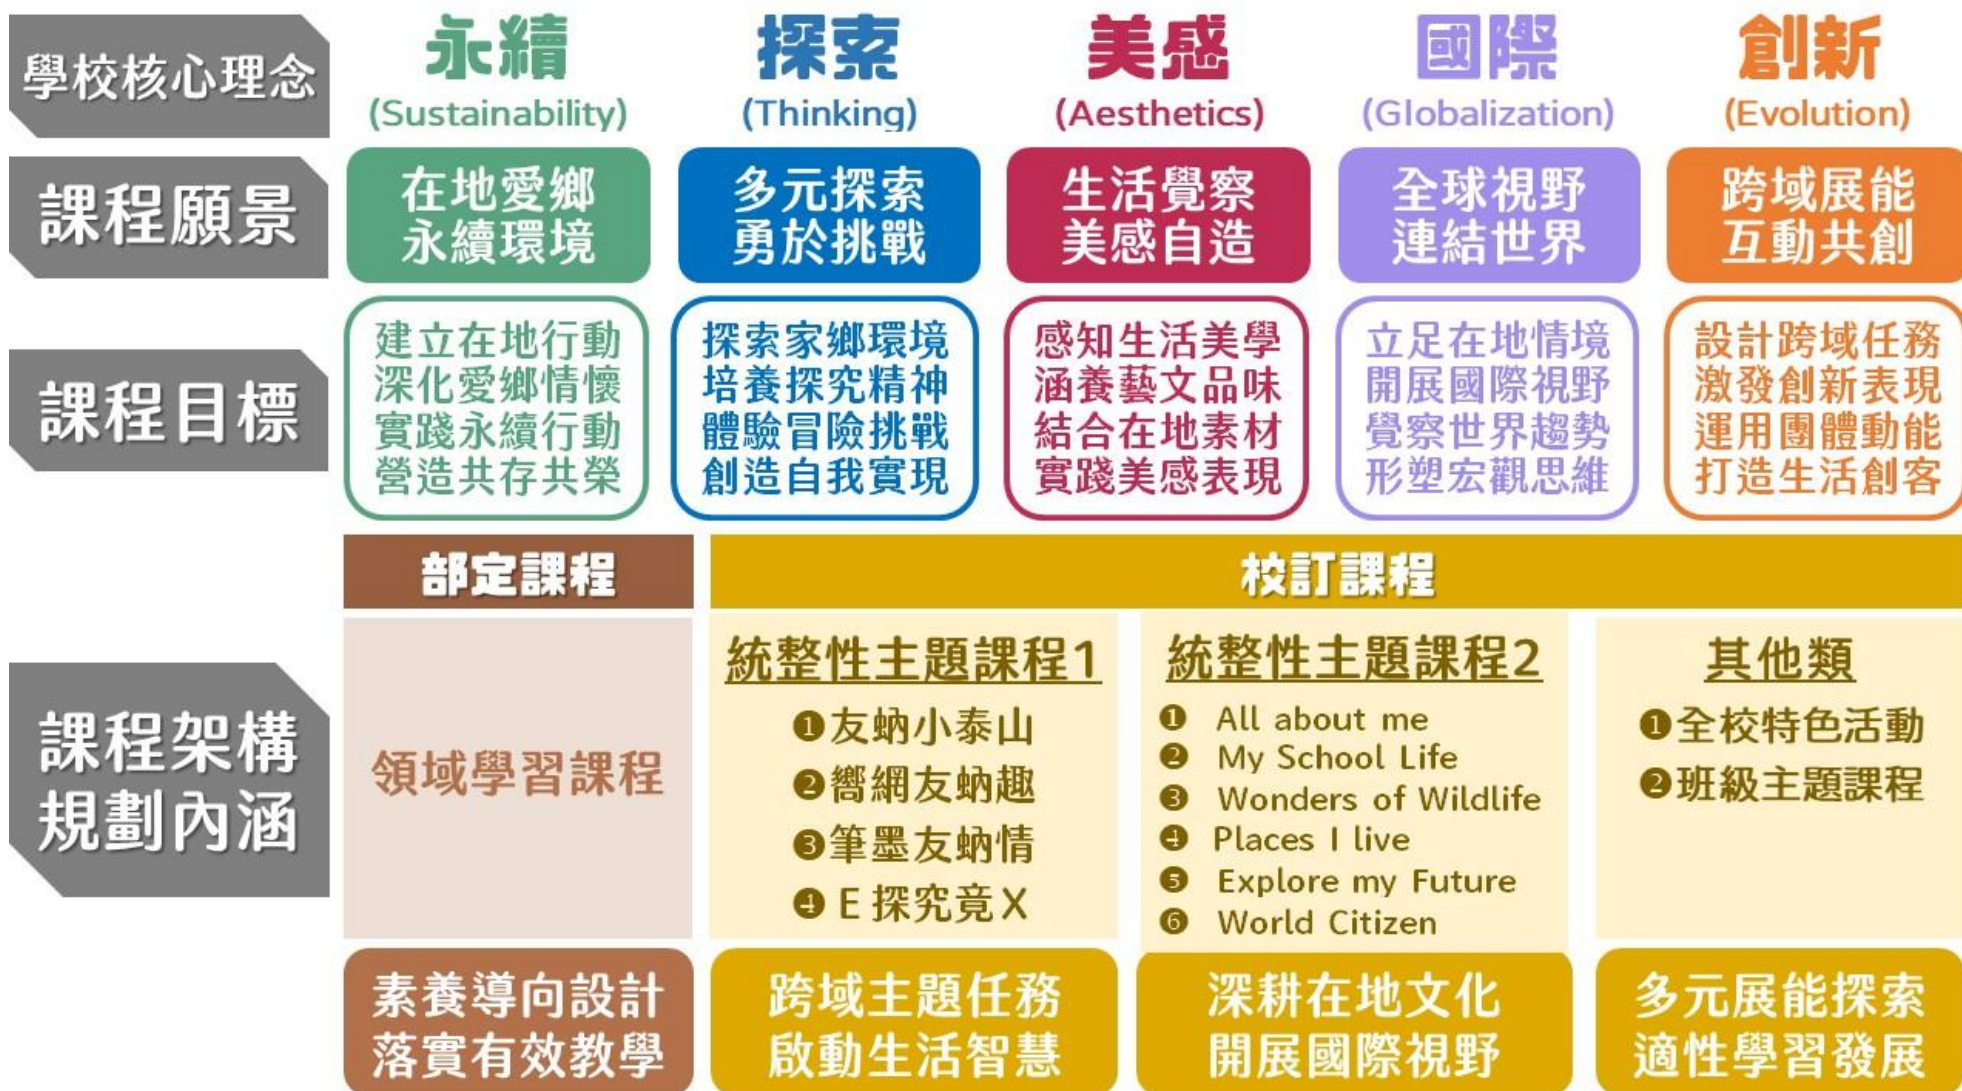 學校核心理念
永續
(Sustainability)
探索
(Thinking)
美感
(Aesthetics)
國際
(Globalization)
創新
(Evolution)
課程願景
在地愛鄉
永續環境
多元探索
勇於挑戰
生活覺察
美感自造
全球視野
連結世界
跨域展能
互動共創
課程目標
建立在地行動
深化愛鄉情懷
實踐永續行動
營造共存共榮
探索家鄉環境
培養探究精神
體驗冒險挑戰
創造自我實現
感知生活美學
涵養藝文品味
結合在地素材
實踐美感表現
立足在地情境
開展國際視野
覺察世界趨勢
形塑宏觀思維
設計跨域任務
激發創新表現
運用團體動能
打造生活創客
課程架構
規劃內涵
部定課程
校訂課程
領域學習課程
統整性主題課程1
❶友蚋小泰山
❷嚮網友蚋趣
❸筆墨友蚋情
❹E探究竟X
統整性主題課程2
❶ All about me
❷ My School Life
❸ Wonders of Wildlife
❹ Places I live
❺ Explore my Future
❻ World Citizen
其他類
❶全校特色活動
❷班級主題課程
素養導向設計
落實有效教學
跨域主題任務
啟動生活智慧
深耕在地文化
開展國際視野
多元展能探索
適性學習發展